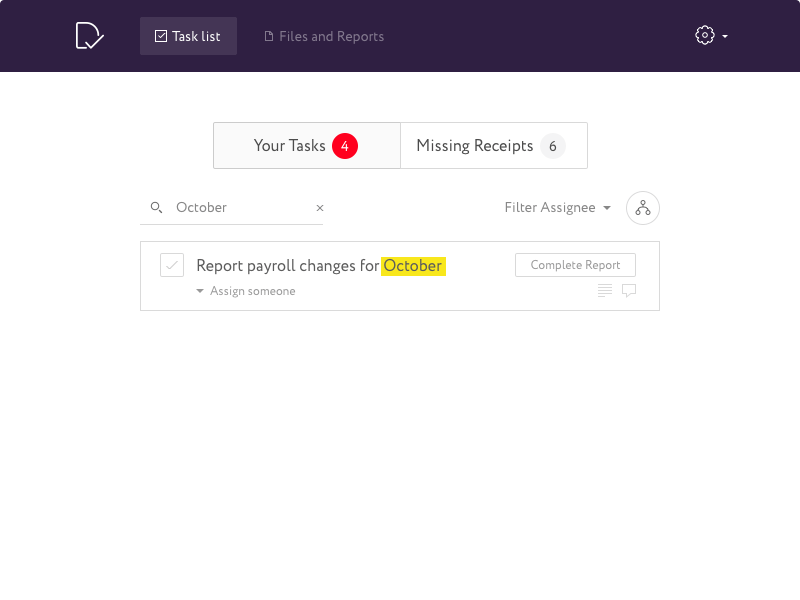 Task list
Files and Reports
Your Tasks 4
Missing Receipts 6
October
Filter Assignee
Report payroll changes for October
Complete Report
Assign someone